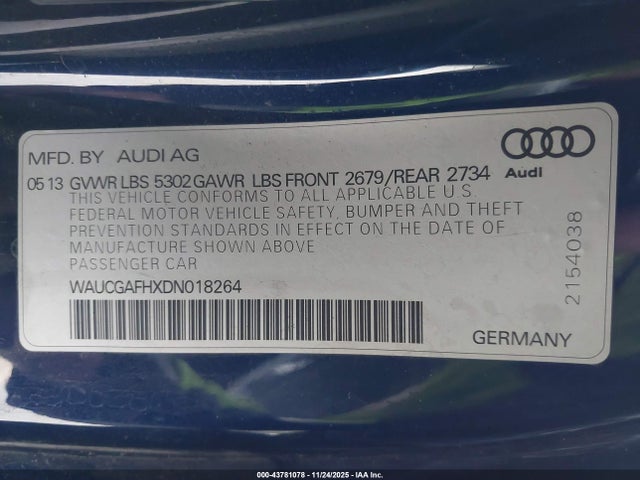 MFD. BY AUDI AG
05 13 GVWR LBS 5302 GAWR LBS FRONT 2679/REAR 2734
THIS VEHICLE CONFORMS TO ALL APPLICABLE U.S.
FEDERAL MOTOR VEHICLE SAFETY, BUMPER AND THEFT
PREVENTION STANDARDS IN EFFECT ON THE DATE OF
MANUFACTURE SHOWN ABOVE
PASSENGER CAR
WAUCGAFHXDN018264
Audi
2154038
GERMANY
000-43781078 - 11/24/2025 - IAA Inc.